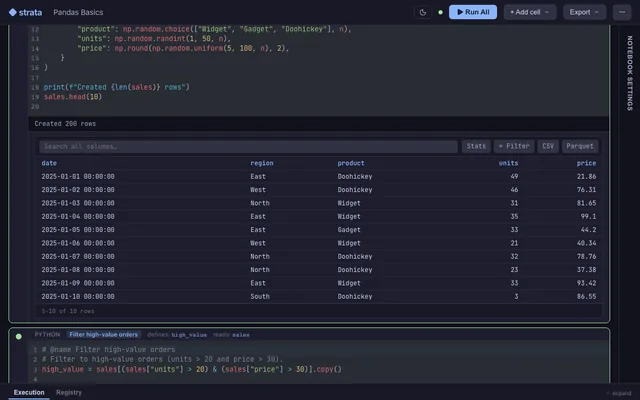 strata Pandas Basics Run All + Add cell Export
NOTEBOOK SETTINGS
12 "product": np.random.choice(["Widget", "Gadget", "Doohickey"], n),
13 "units": np.random.randint(1, 50, n),
14 "price": np.round(np.random.uniform(5, 100, n), 2),
15 }
16 )
17
18 print(f"Created {len(sales)} rows")
19 sales.head(10)
20
Created 200 rows
Search all columns… Stats + Filter CSV Parquet
date region product units price
2025-01-01 00:00:00 East Doohickey 49 21.86
2025-01-02 00:00:00 West Doohickey 46 76.31
2025-01-03 00:00:00 North Widget 31 81.65
2025-01-04 00:00:00 East Widget 35 99.1
2025-01-05 00:00:00 East Gadget 33 44.2
2025-01-06 00:00:00 West Widget 21 40.34
2025-01-07 00:00:00 North Doohickey 32 78.76
2025-01-08 00:00:00 North Doohickey 23 37.38
2025-01-09 00:00:00 East Widget 33 93.42
2025-01-10 00:00:00 South Doohickey 3 86.55
of 10 rows
PYTHON Filter high-value orders defines high_value reads sales
1 # @name Filter high-value orders
2 # Filter to high-value orders (units > 20 and price > 30).
3 high_value = sales[(sales["units"] > 20) & (sales["price"] > 30)].copy()
4
Execution Registry expand